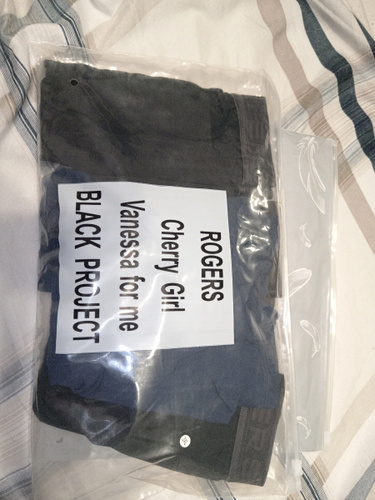 ROGERS
Cherry Girl
Vanessa for me
BLACK PROJECT